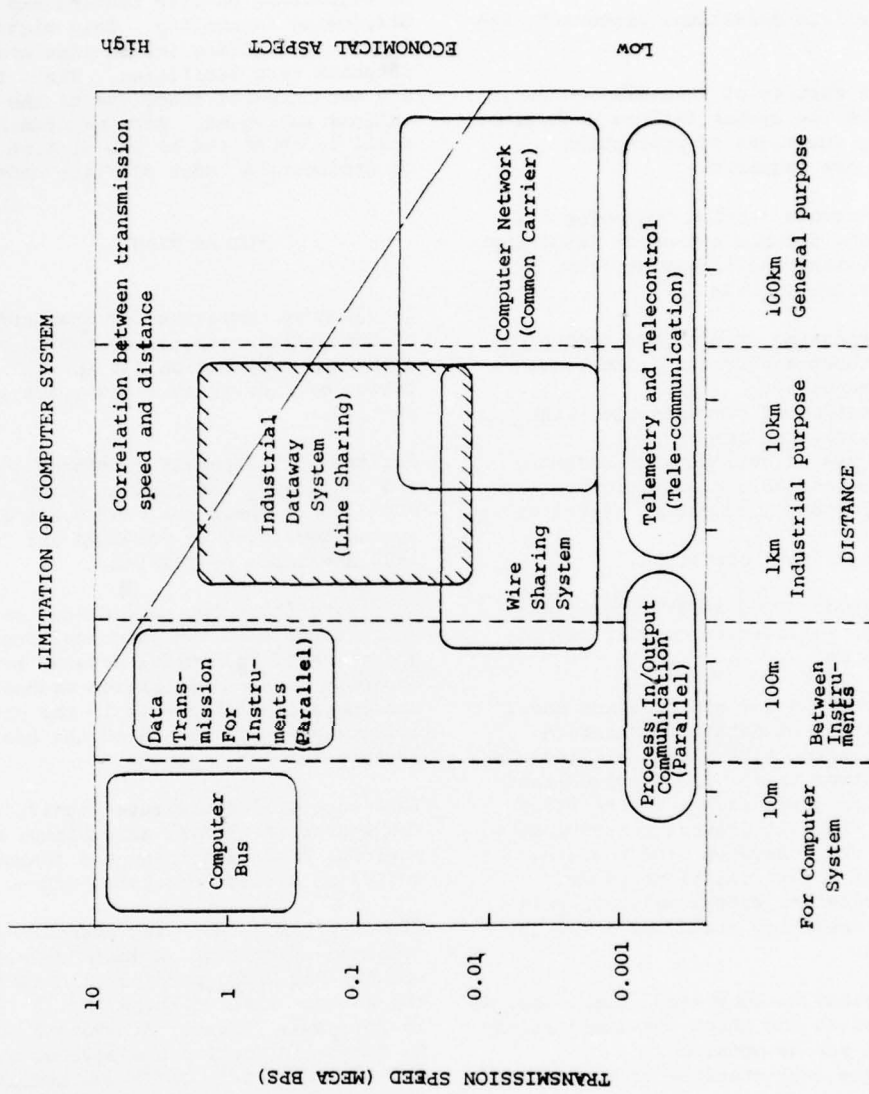 LIMITATION OF COMPUTER SYSTEM
TRANSMISSION SPEED (MEGA BPS)
10
1
0.1
0.01
0.001
Correlation between transmission
speed and distance
High
ECONOMICAL ASPECT
Low
Computer
Bus
Data
Trans-
mission
For
Instru-
ments
(Parallel)
Industrial
Dataway
System
(Line Sharing)
Wire
Sharing
System
Computer Network
(Common Carrier)
Process In/Output
Communication
(Parallel)
Telemetry and Telecontrol
(Tele-communication)
10m
100m
1km
10km
100km
For Computer
System
Between
Instru-
ments
Industrial purpose
General purpose
DISTANCE